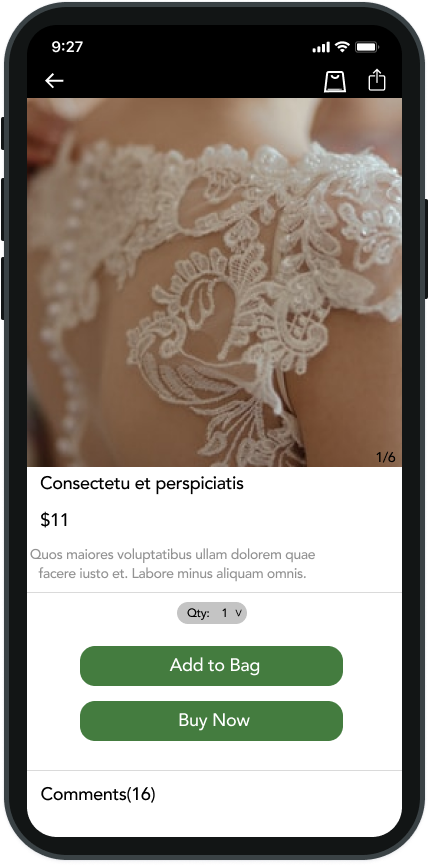 9:27
1/6
Consectetu et perspiciatis
$11
Quos maiores voluptatibus ullam dolorem quae
facere iusto et. Labore minus aliquam omnis.
Qty: 1 v
Add to Bag
Buy Now
Comments(16)